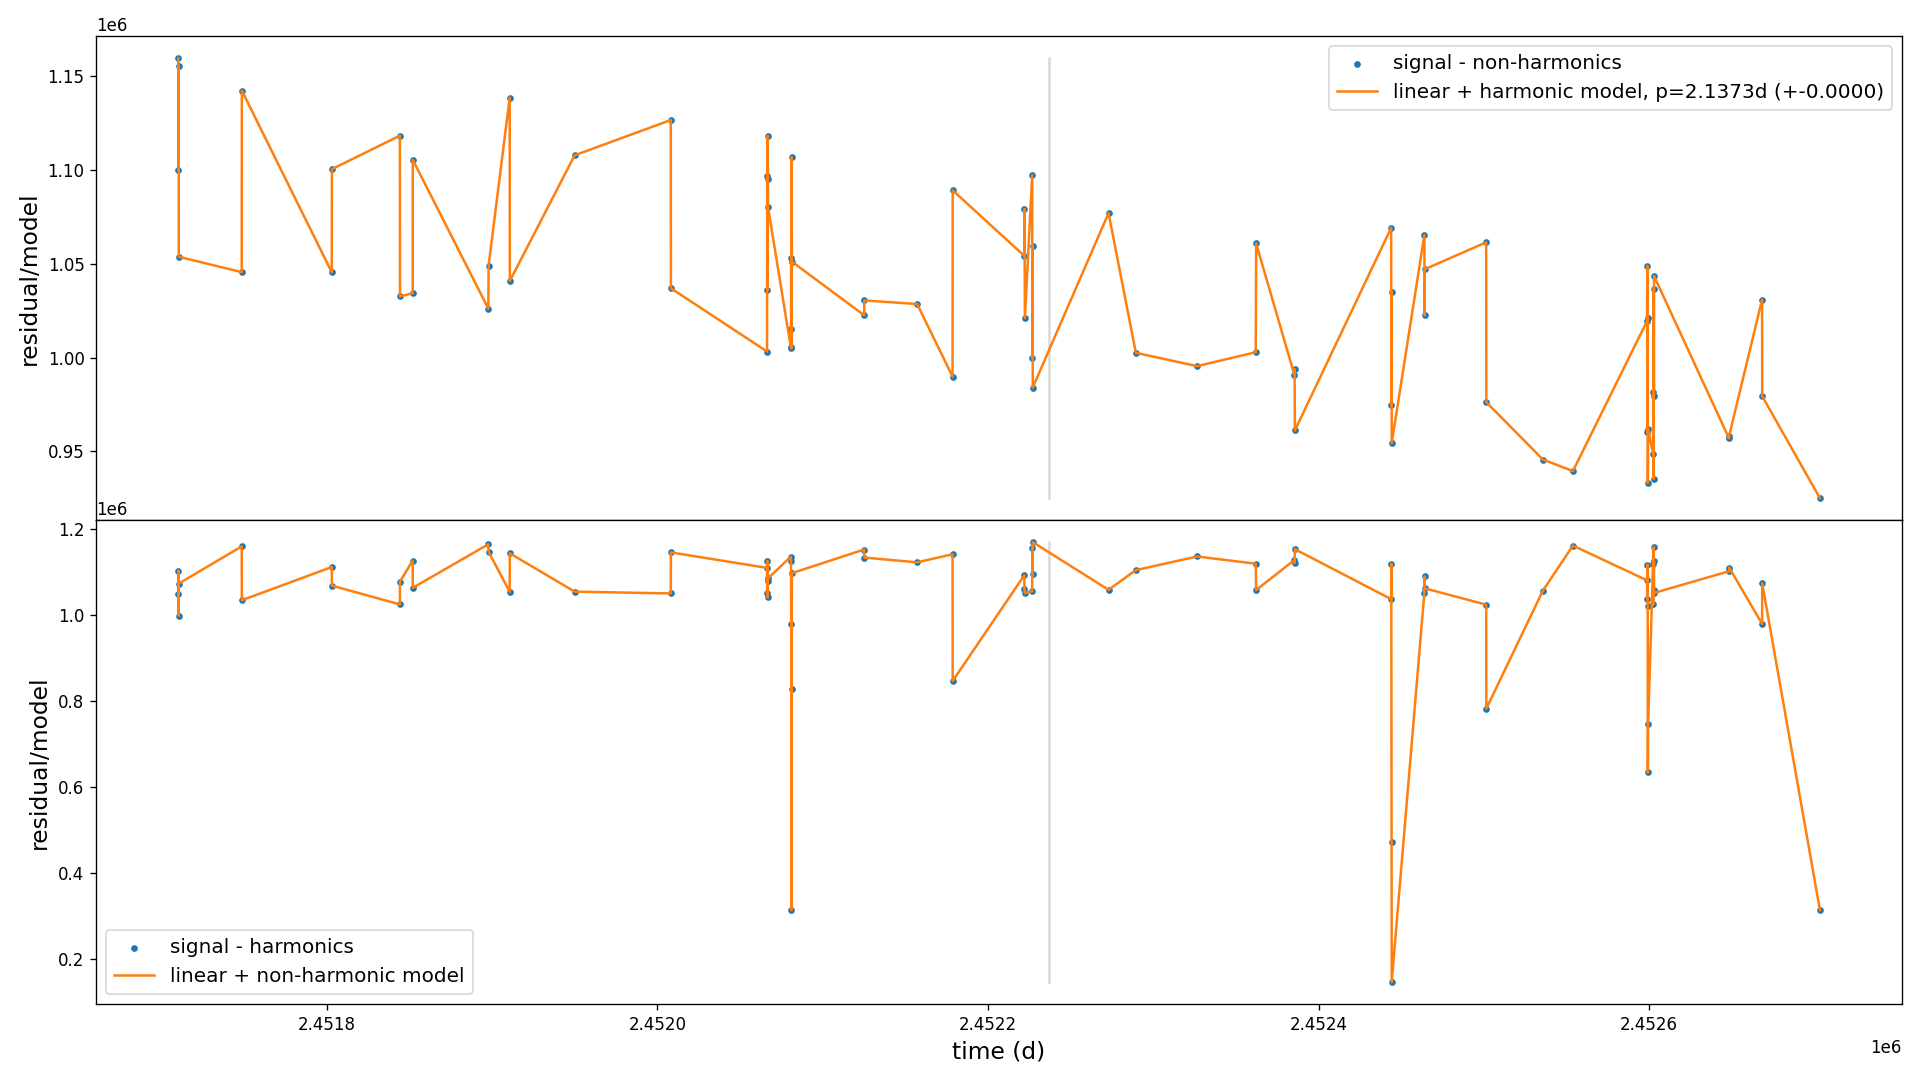 1e6
signal - non-harmonics
linear + harmonic model, p=2.1373d (+-0.0000)
1.15
1.10
1.05
1.00
0.95
residual/model
1e6
1.2
1.0
0.8
0.6
0.4
0.2
residual/model
signal - harmonics
linear + non-harmonic model
2.4518
2.4520
2.4522
2.4524
2.4526
1e6
time (d)